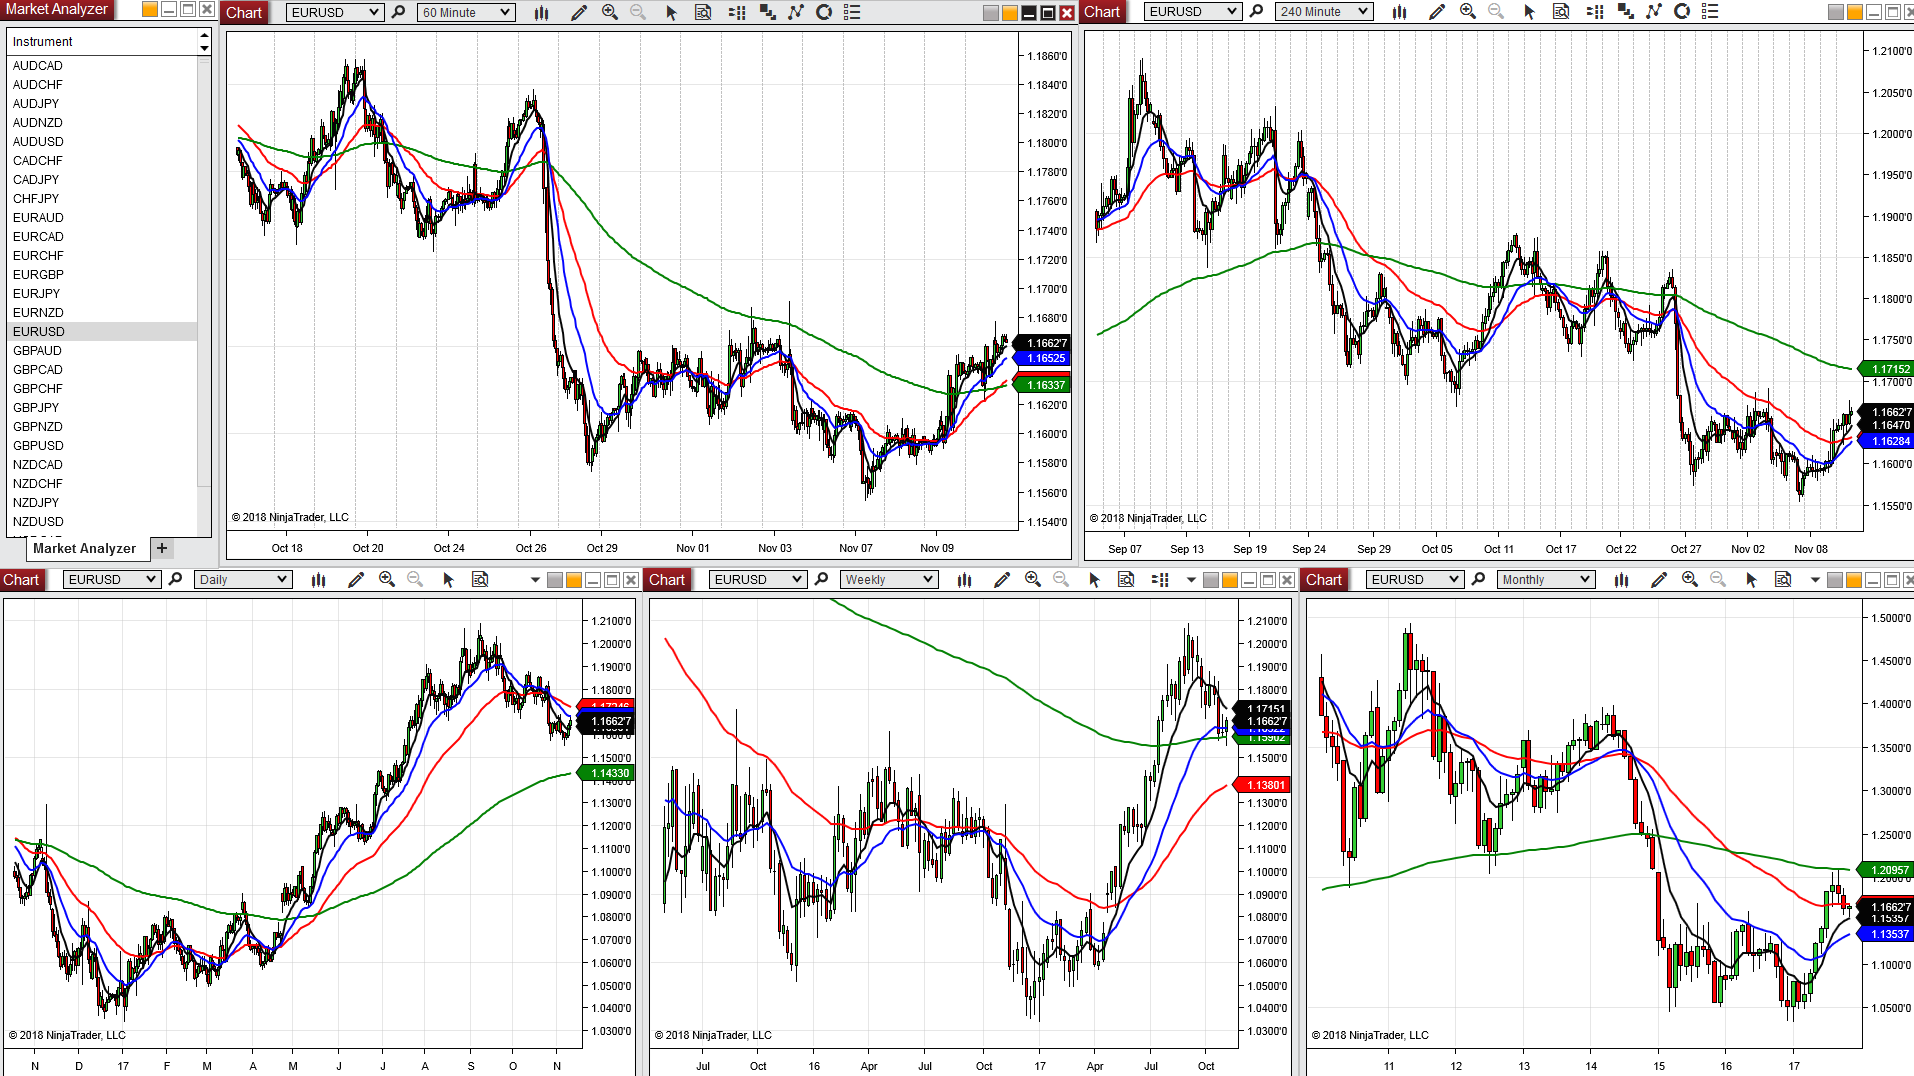 Market Analyzer
Instrument
AUDCAD
AUDCHF
AUDJPY
AUDNZD
AUDUSD
CADCHF
CADJPY
CHFJPY
EURAUD
EURCAD
EURCHF
EURGBP
EURJPY
EURNZD
EURUSD
GBPAUD
GBPCAD
GBPCHF
GBPJPY
GBPNZD
GBPUSD
NZDCAD
NZDCHF
NZDJPY
NZDUSD
Market Analyzer +
Chart EURUSD 60 Minute
1.1860'0
1.1840'0
1.1820'0
1.1800'0
1.1780'0
1.1760'0
1.1740'0
1.1720'0
1.1700'0
1.1680'0
1.1662'7
1.16525
1.16337
1.1620'0
1.1600'0
1.1580'0
1.1560'0
1.1540'0
© 2018 NinjaTrader, LLC
Oct 18 Oct 20 Oct 24 Oct 26 Oct 29 Nov 01 Nov 03 Nov 07 Nov 09
Chart EURUSD 240 Minute
1.2100'0
1.2050'0
1.2000'0
1.1950'0
1.1900'0
1.1850'0
1.1800'0
1.1750'0
1.17152
1.1700'0
1.1662'7
1.16470
1.16284
1.1600'0
1.1550'0
© 2018 NinjaTrader, LLC
Sep 07 Sep 13 Sep 19 Sep 24 Sep 29 Oct 05 Oct 11 Oct 17 Oct 22 Oct 27 Nov 02 Nov 08
Chart EURUSD Daily
1.2100'0
1.2000'0
1.1900'0
1.1800'0
1.1662'7
1.1500'0
1.14330
1.1300'0
1.1200'0
1.1100'0
1.1000'0
1.0900'0
1.0800'0
1.0700'0
1.0600'0
1.0500'0
1.0400'0
1.0300'0
© 2018 NinjaTrader, LLC
N D 17 F M A M J J A S O N
Chart EURUSD Weekly
1.2100'0
1.2000'0
1.1900'0
1.1800'0
1.17151
1.1662'7
1.1500'0
1.13801
1.1300'0
1.1200'0
1.1100'0
1.1000'0
1.0900'0
1.0800'0
1.0700'0
1.0600'0
1.0500'0
1.0400'0
1.0300'0
© 2018 NinjaTrader, LLC
Jul Oct 16 Apr Jul Oct 17 Apr Jul Oct
Chart EURUSD Monthly
1.5000'0
1.4500'0
1.4000'0
1.3500'0
1.3000'0
1.2500'0
1.20957
1.1662'7
1.15357
1.13537
1.1000'0
1.0500'0
© 2018 NinjaTrader, LLC
11 12 13 14 15 16 17